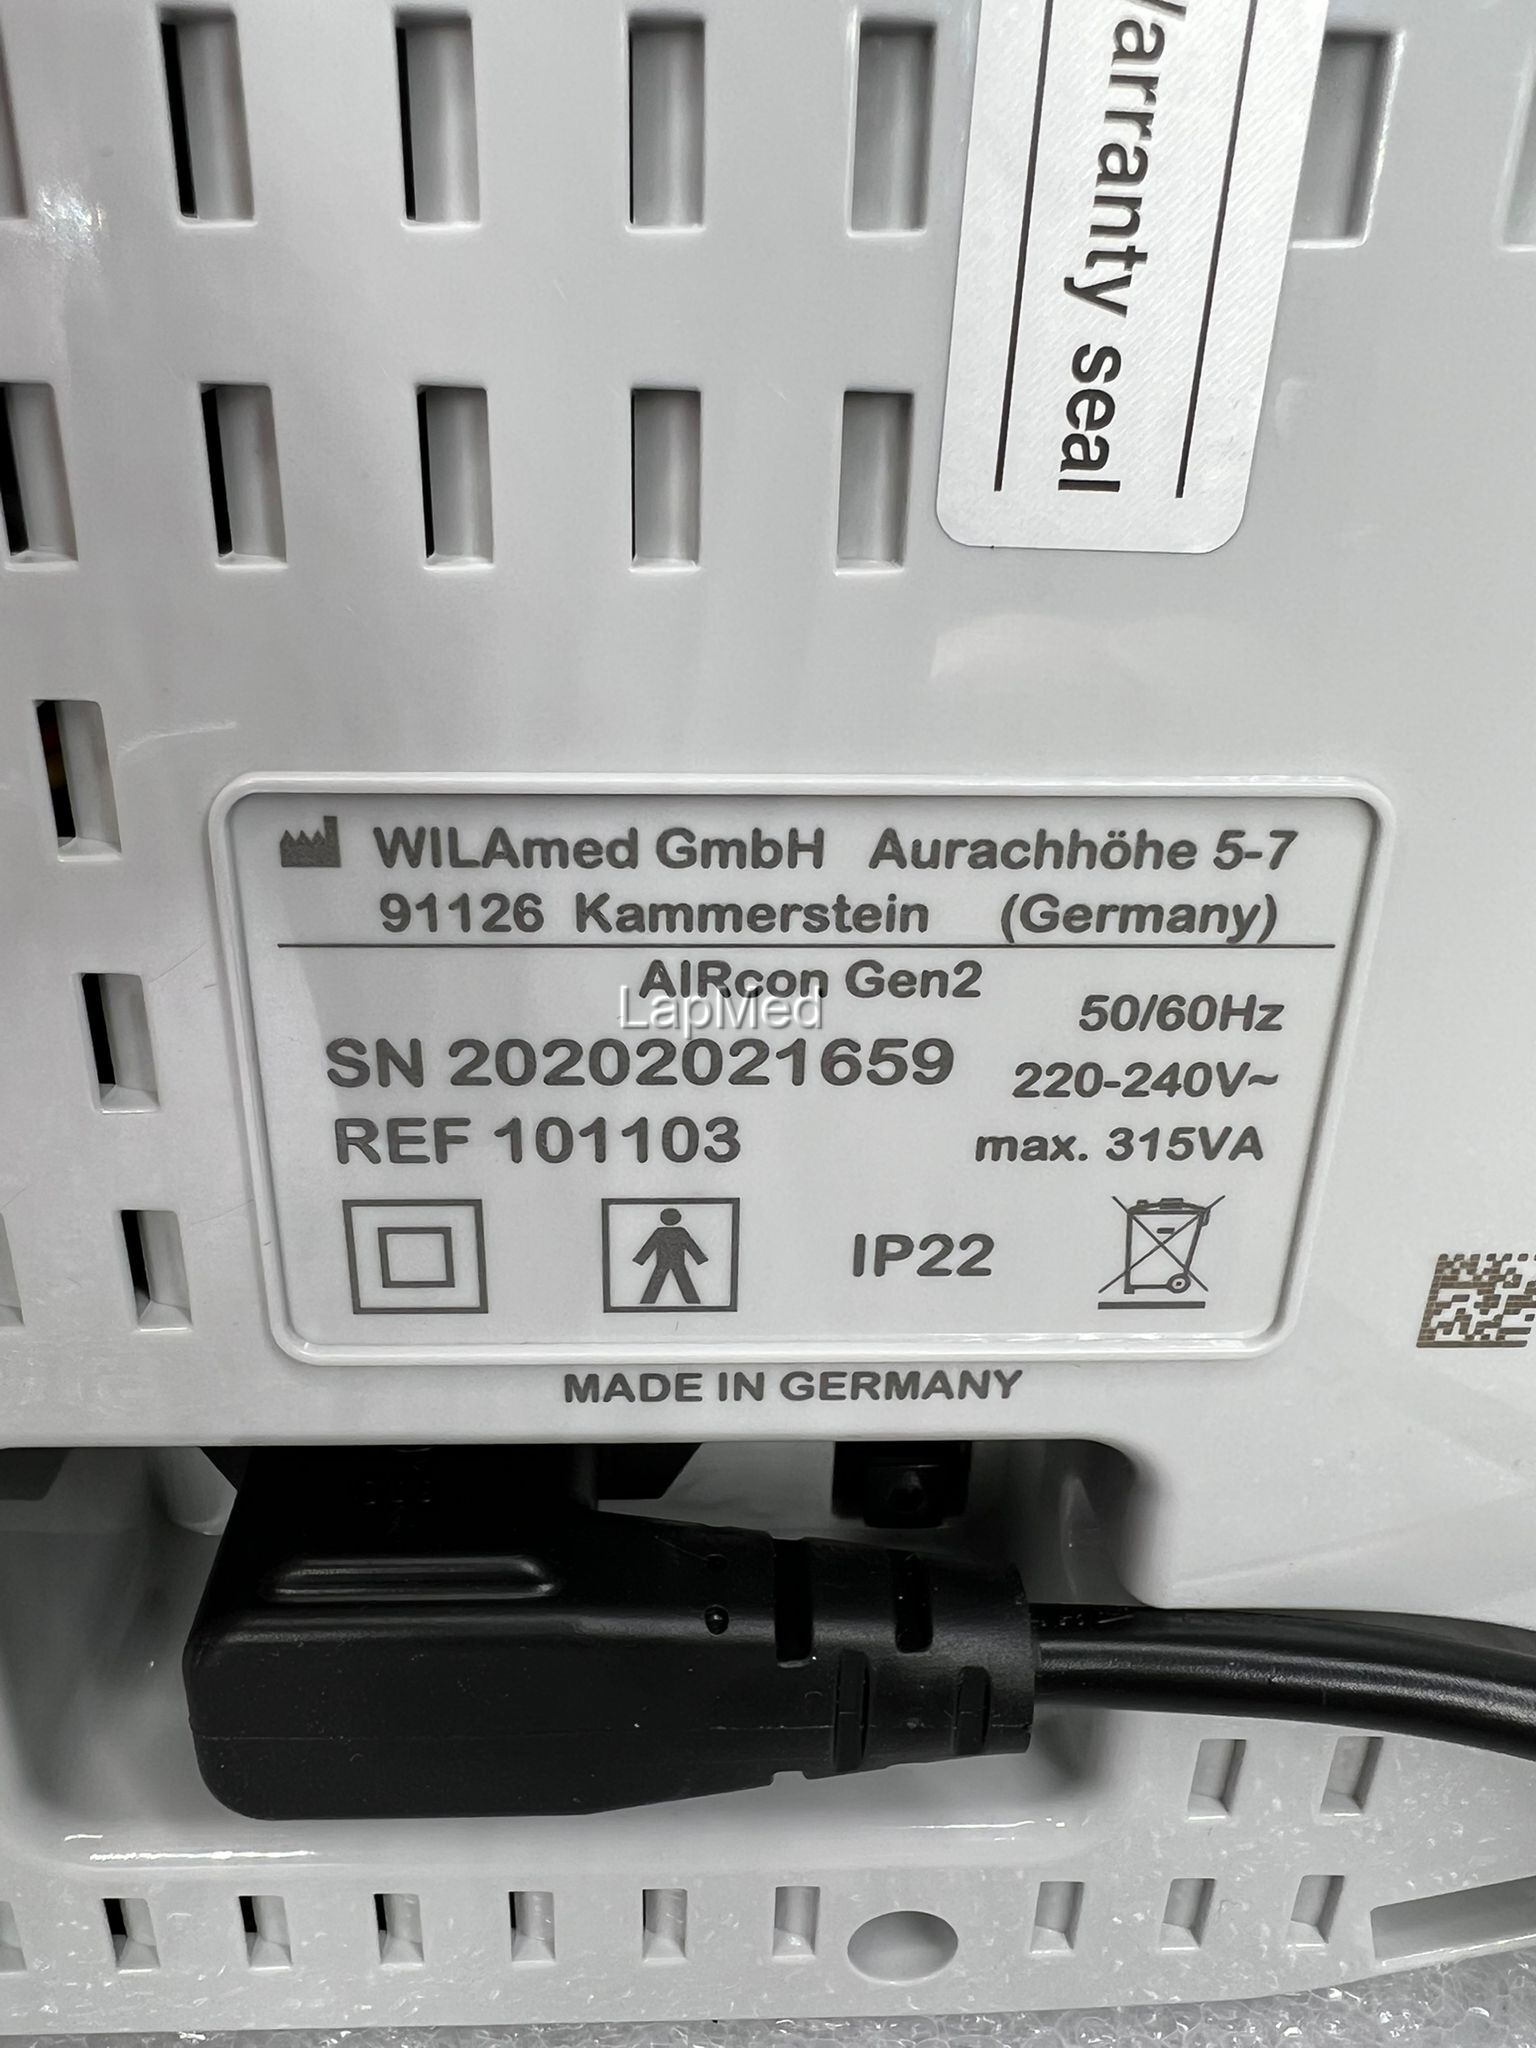 Warranty seal
WILAmed GmbH Aurachhöhe 5-7
91126 Kammerstein (Germany)
AIRcon Gen2
LapMed
50/60Hz
SN 20202021659
220-240V~
REF 101103
max. 315VA
IP22
MADE IN GERMANY